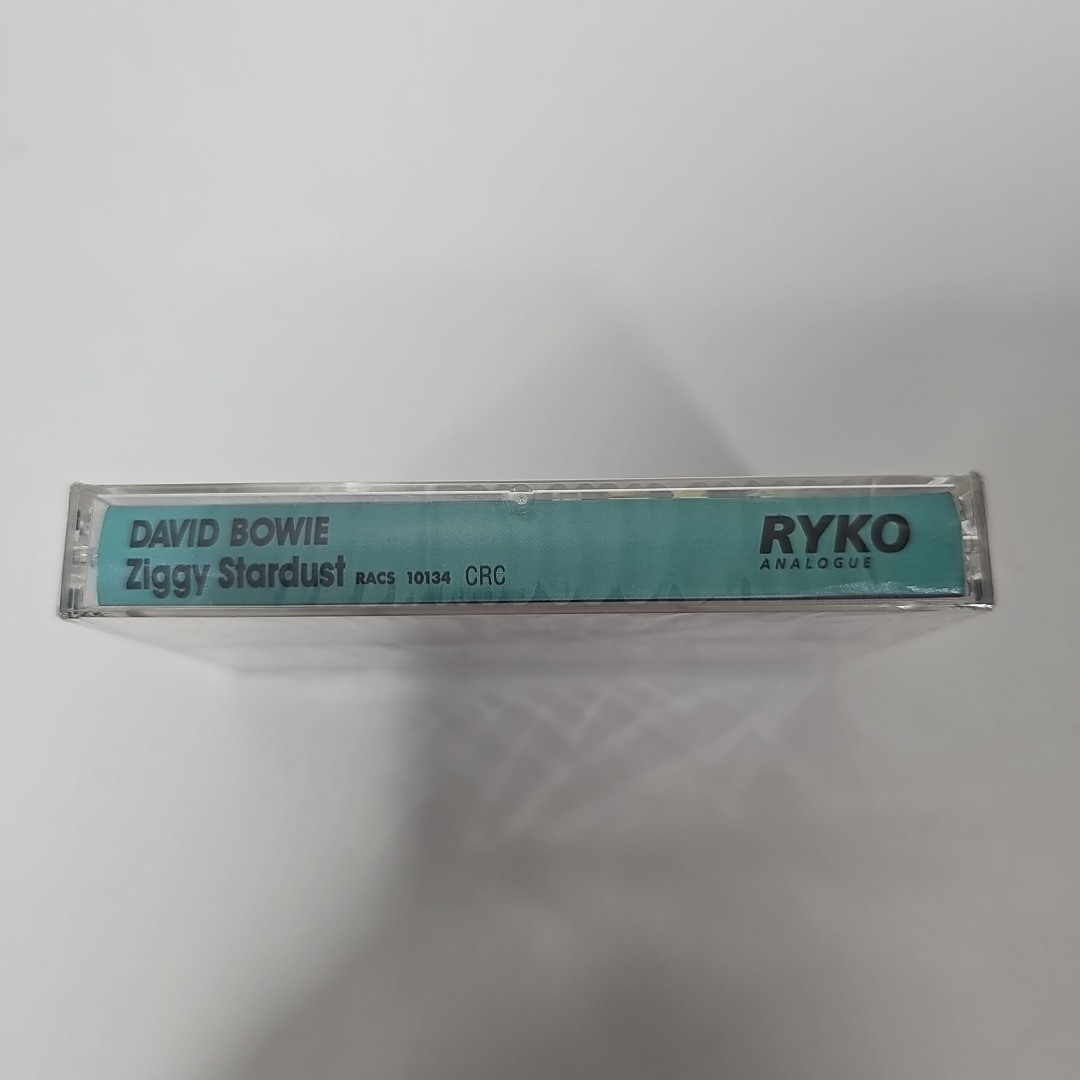 DAVID BOWIE
Ziggy Stardust RACS 10134 CRC
RYKO
ANALOGUE